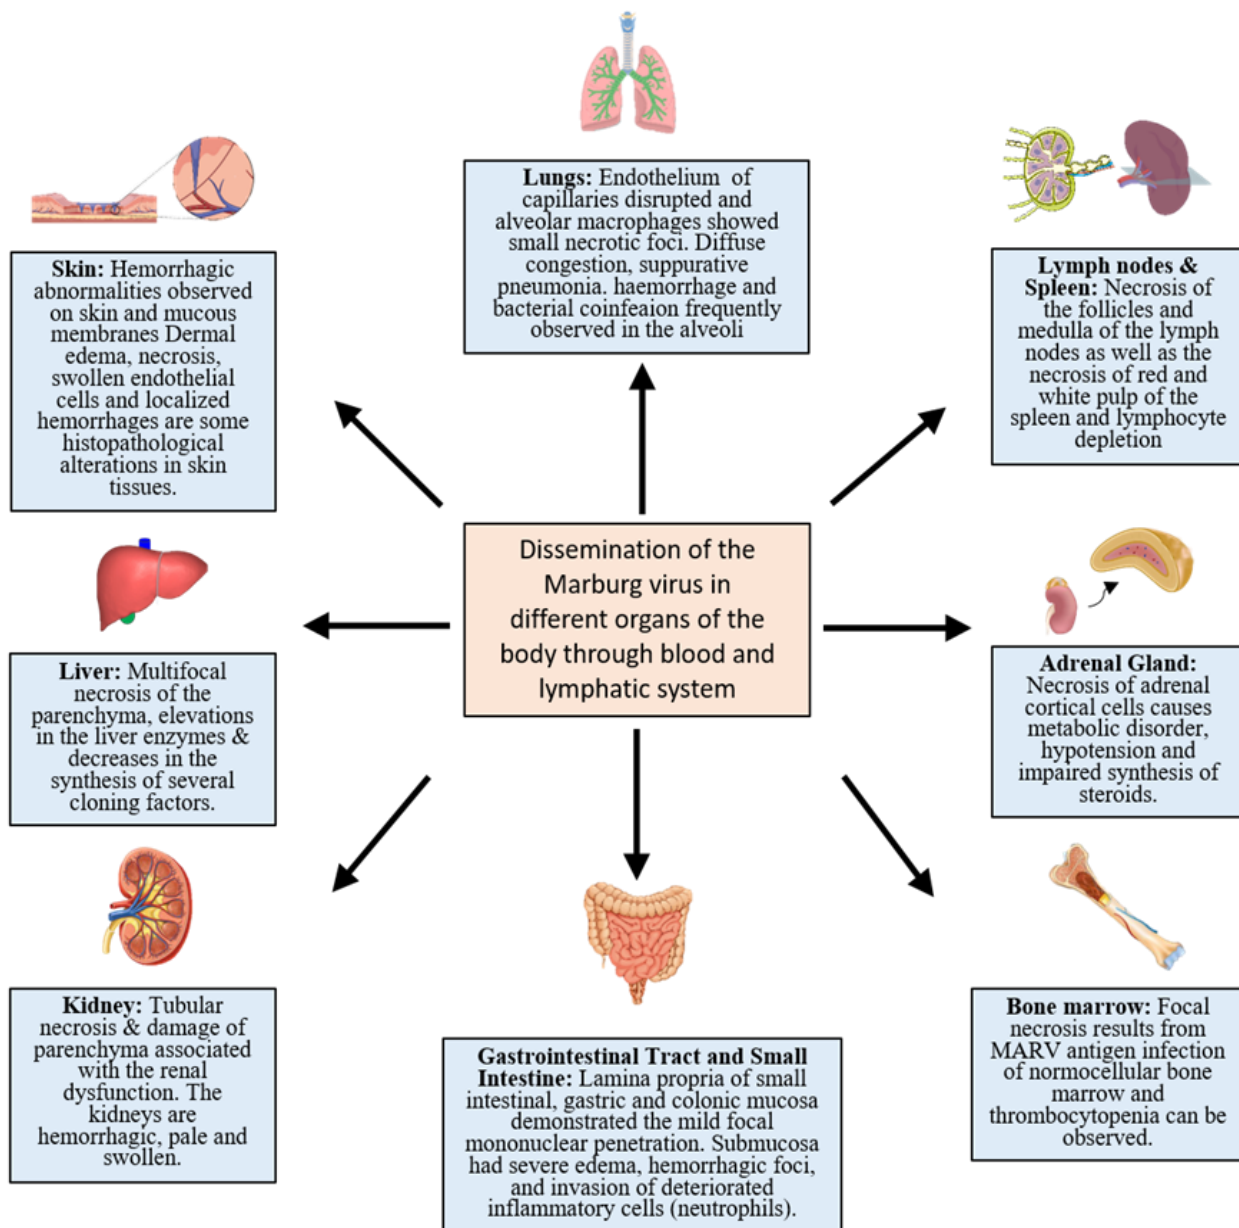 Lungs: Endothelium of
capillaries disrupted and
alveolar macrophages showed
small necrotic foci. Diffuse
congestion, suppurative
pneumonia. haemorrhage and
bacterial coinfeaion frequently
observed in the alveoli
Skin: Hemorrhagic
abnormalities observed
on skin and mucous
membranes Dermal
edema, necrosis,
swollen endothelial
cells and localized
hemorrhages are some
histopathological
alterations in skin
tissues.
Lymph nodes &
Spleen: Necrosis of
the follicles and
medulla of the lymph
nodes as well as the
necrosis of red and
white pulp of the
spleen and lymphocyte
depletion
Dissemination of the
Marburg virus in
different organs of the
body through blood and
lymphatic system
Liver: Multifocal
necrosis of the
parenchyma, elevations
in the liver enzymes &
decreases in the
synthesis of several
cloning factors.
Adrenal Gland:
Necrosis of adrenal
cortical cells causes
metabolic disorder,
hypotension and
impaired synthesis of
steroids.
Kidney: Tubular
necrosis & damage of
parenchyma associated
with the renal
dysfunction. The
kidneys are
hemorrhagic, pale and
swollen.
Gastrointestinal Tract and Small
Intestine: Lamina propria of small
intestinal, gastric and colonic mucosa
demonstrated the mild focal
mononuclear penetration. Submucosa
had severe edema, hemorrhagic foci,
and invasion of deteriorated
inflammatory cells (neutrophils).
Bone marrow: Focal
necrosis results from
MARV antigen infection
of normocellular bone
marrow and
thrombocytopenia can be
observed.